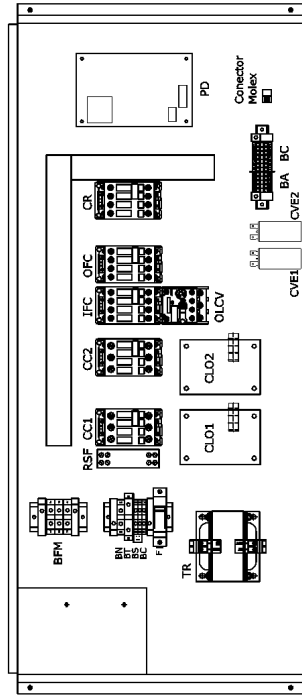 PD
Conector
Molex
CR
BA
BC
OFC
CVE1
CVE2
IFC
OLCV
CC2
CLO2
CC1
CLO1
RSF
BFM
BN
BT
BS
BC
F
TR